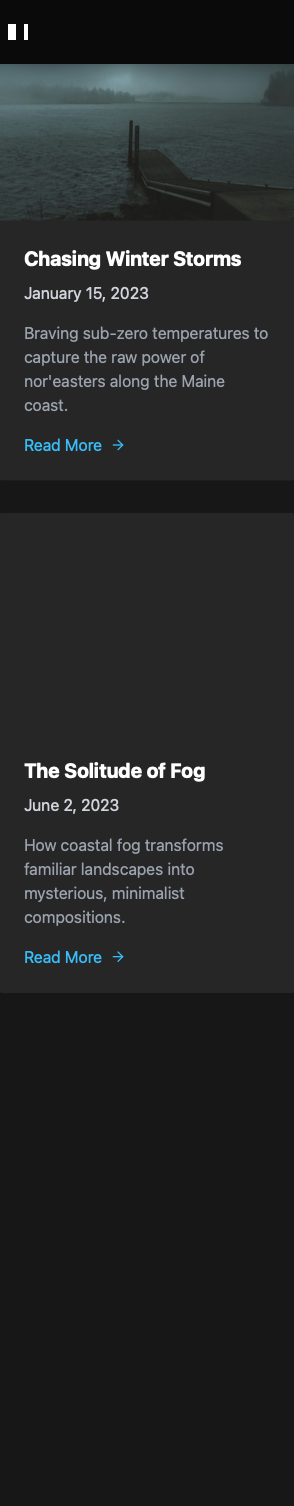 Chasing Winter Storms
January 15, 2023
Braving sub-zero temperatures to
capture the raw power of
nor'easters along the Maine
coast.
Read More →
The Solitude of Fog
June 2, 2023
How coastal fog transforms
familiar landscapes into
mysterious, minimalist
compositions.
Read More →